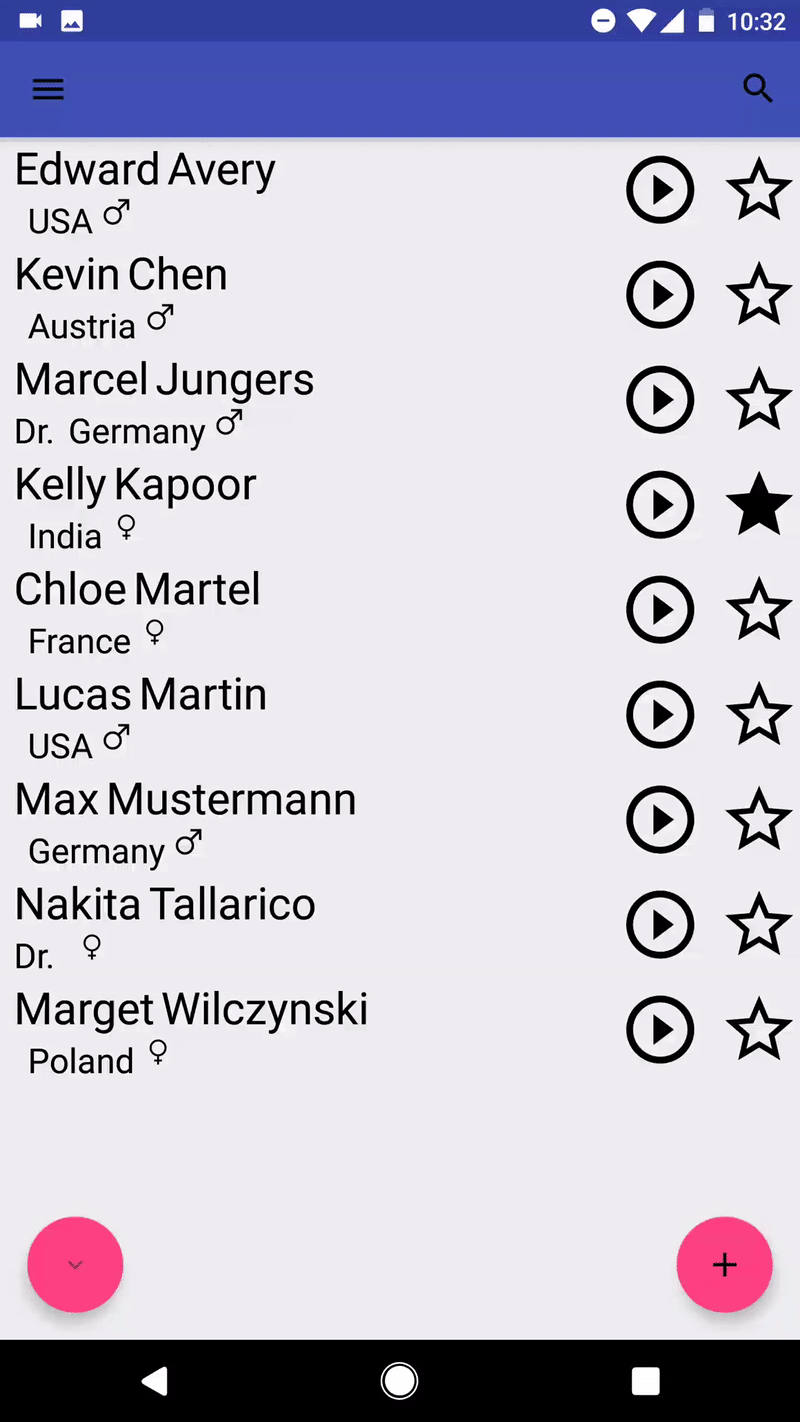 10:32
Edward Avery
USA ♂
Kevin Chen
Austria ♂
Marcel Jungers
Dr. Germany ♂
Kelly Kapoor
India ♀
Chloe Martel
France ♀
Lucas Martin
USA ♂
Max Mustermann
Germany ♂
Nakita Tallarico
Dr. ♀
Marget Wilczynski
Poland ♀